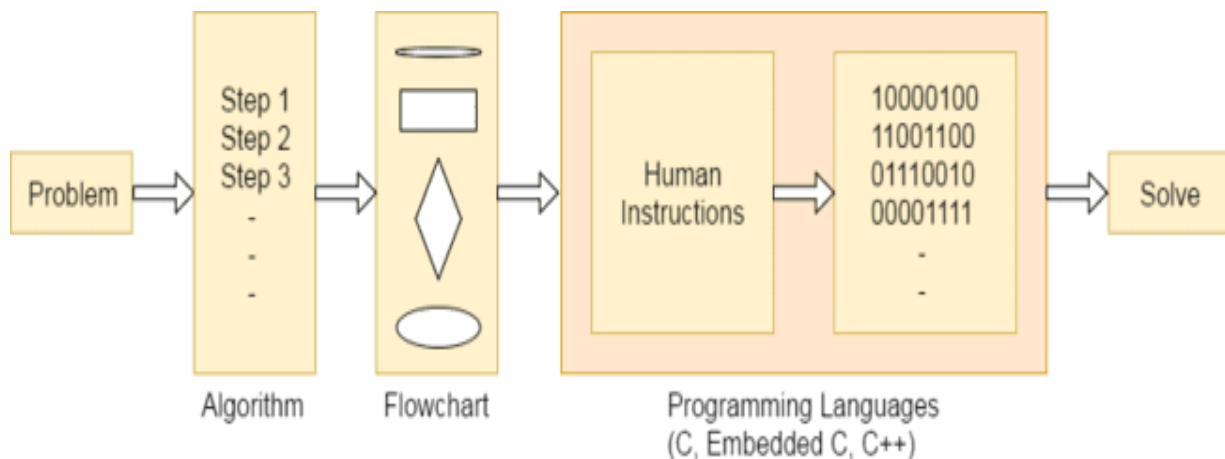 Problem
Step 1
Step 2
Step 3
-
-
-
Algorithm
Flowchart
Human
Instructions
10000100
11001100
01110010
00001111
-
-
Programming Languages
(C, Embedded C, C++)
Solve